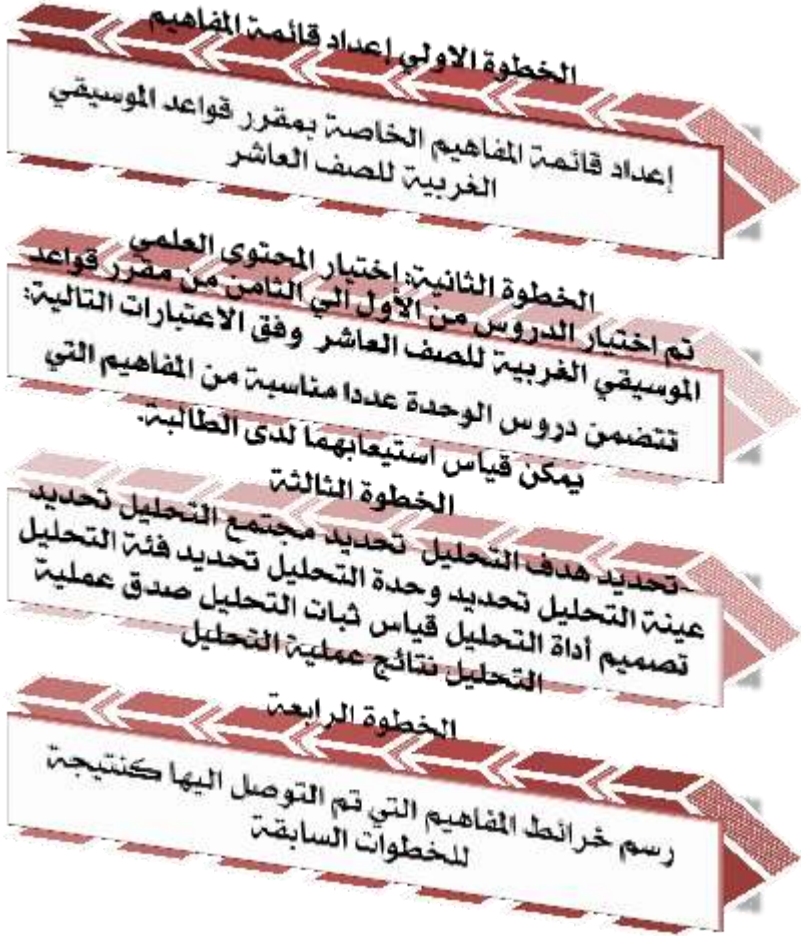 الخطوة الاولي إعداد قائمة المفاهيم
إعداد قائمة المفاهيم الخاصة بمقرر قواعد الموسيقي
الغربية للصف العاشر
الخطوة الثانية: إختيار المحتوى العلمي
تم اختيار الدروس من الأول الي الثامن من مقرر قواعد
الموسيقي الغربية للصف العاشر وفق الاعتبارات التالية:
تتضمن دروس الوحدة عددا مناسبة من المفاهيم التي
يمكن قياس استيعابهما لدى الطالبة.
الخطوة الثالثة
-تحديد هدف التحليل تحديد مجتمع التحليل تحديد
عينة التحليل تحديد وحدة التحليل تحديد فئة التحليل
تصميم أداة التحليل قياس ثبات التحليل صدق عملية
التحليل نتائج عملية التحليل
الخطوة الرابعة
رسم خرائط المفاهيم التي تم التوصل اليها كنتيجة
للخطوات السابقة